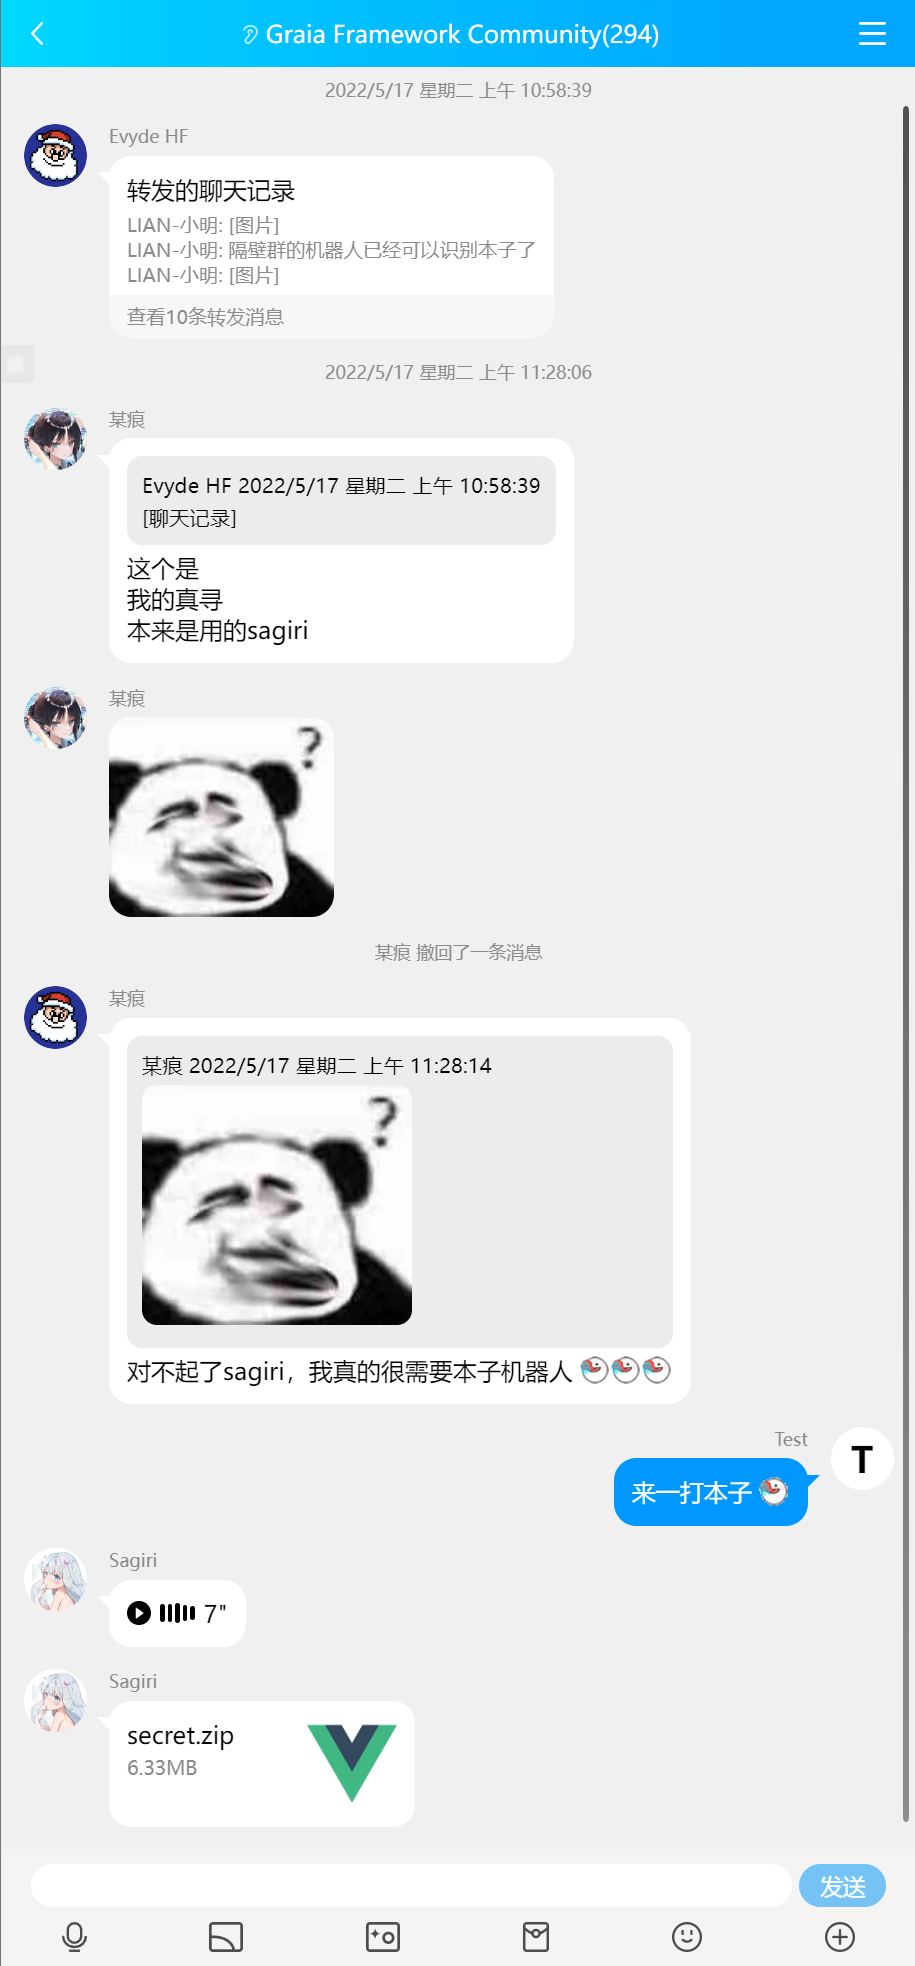 Graia Framework Community(294)
2022/5/17 星期二 上午 10:58:39
Evyde HF
转发的聊天记录
LIAN-小明: [图片]
LIAN-小明: 隔壁群的机器人已经可以识别本子了
LIAN-小明: [图片]
查看10条转发消息
2022/5/17 星期二 上午 11:28:06
某痕
Evyde HF 2022/5/17 星期二 上午 10:58:39
[聊天记录]
这个是
我的真寻
本来是用的sagiri
某痕
?
某痕 撤回了一条消息
某痕
某痕 2022/5/17 星期二 上午 11:28:14
?
对不起了sagiri，我真的很需要本子机器人
Test
T
来一打本子
Sagiri
7"
Sagiri
secret.zip
6.33MB
发送